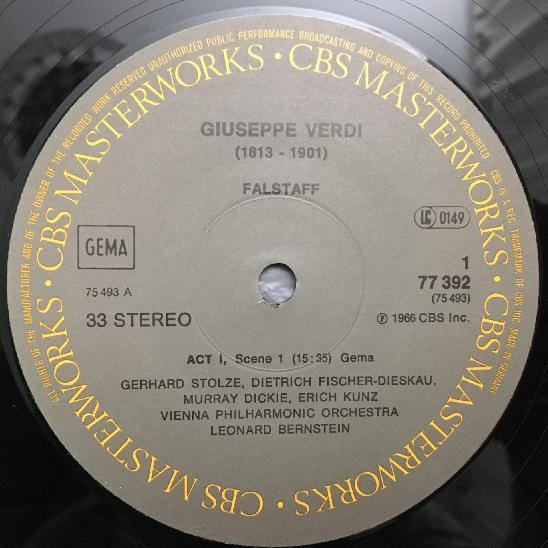 ALL RIGHTS OF THE MANUFACTURER AND OF THE OWNER OF THE RECORDED WORK RESERVED UNAUTHORIZED PUBLIC PERFORMANCE BROADCASTING AND COPYING OF THIS RECORD PROHIBITED. CBS IS A REG. TRADEMARK OF CBS INC. MADE IN GERMANY
CBS MASTERWORKS · CBS MASTERWORKS · CBS MASTERWORKS · CBS MASTERWORKS ·
GIUSEPPE VERDI
(1813 - 1901)
FALSTAFF
GEMA
LC 0149
75 493 A
1
77 392
(75 493)
33 STEREO
℗ 1966 CBS Inc.
ACT I, Scene 1 (15:35) Gema
GERHARD STOLZE, DIETRICH FISCHER-DIESKAU,
MURRAY DICKIE, ERICH KUNZ
VIENNA PHILHARMONIC ORCHESTRA
LEONARD BERNSTEIN